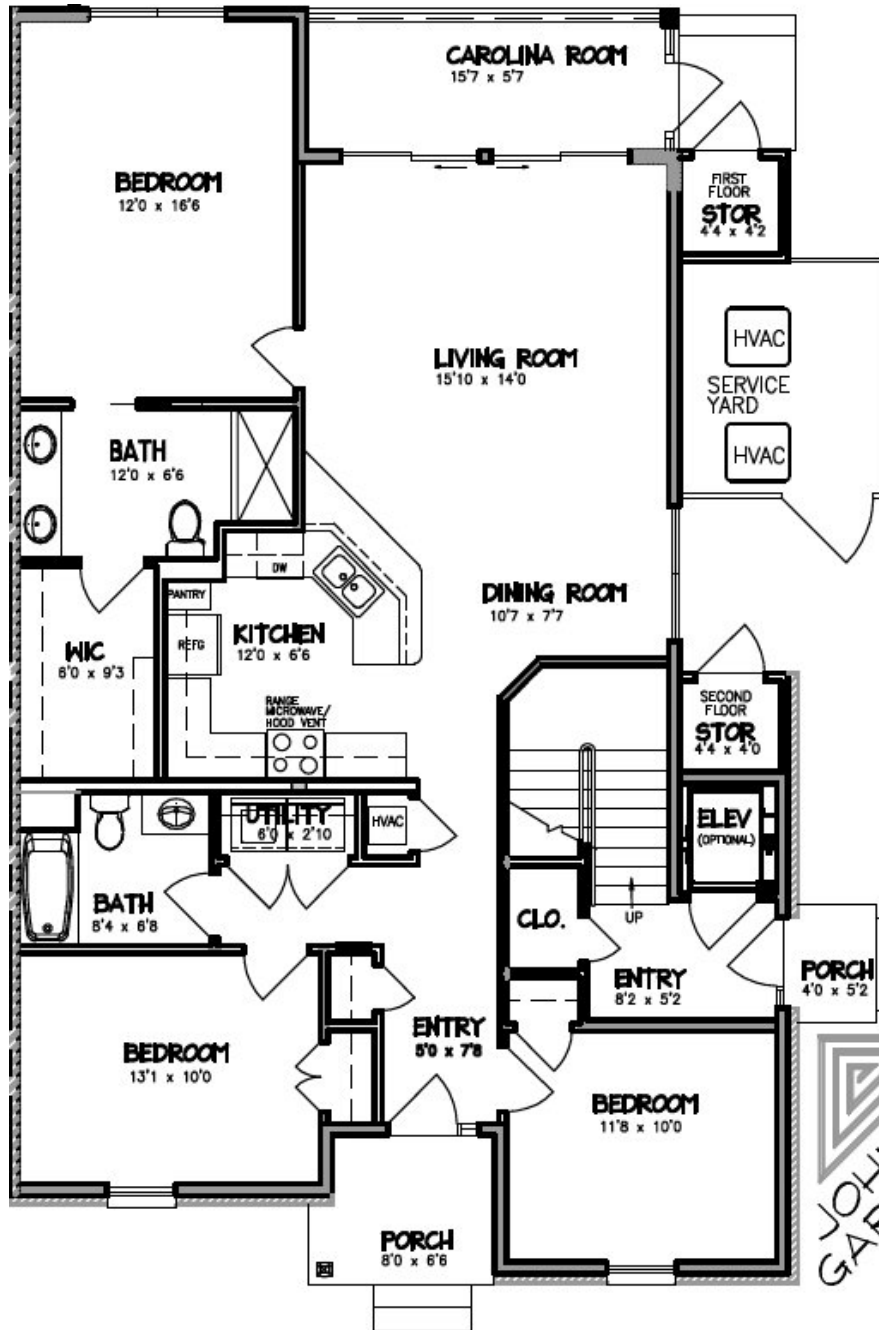 CAROLINA ROOM
15'7 x 5'7
BEDROOM
12'0 x 16'6
FIRST
FLOOR
STOR
4'4 x 4'2
LIVING ROOM
15'10 x 14'0
HVAC
SERVICE
YARD
HVAC
BATH
12'0 x 6'6
DW
PANTRY
REFG
KITCHEN
12'0 x 6'6
DINING ROOM
10'7 x 7'7
WIC
6'0 x 9'3
RANGE
MICROWAVE/
HOOD VENT
SECOND
FLOOR
STOR
4'4 x 4'0
UTILITY
6'0 x 2'10
HVAC
ELEV
(OPTIONAL)
BATH
8'4 x 6'8
CLO.
UP
ENTRY
8'2 x 5'2
PORCH
4'0 x 5'2
BEDROOM
13'1 x 10'0
ENTRY
5'0 x 7'8
BEDROOM
11'8 x 10'0
PORCH
8'0 x 6'6